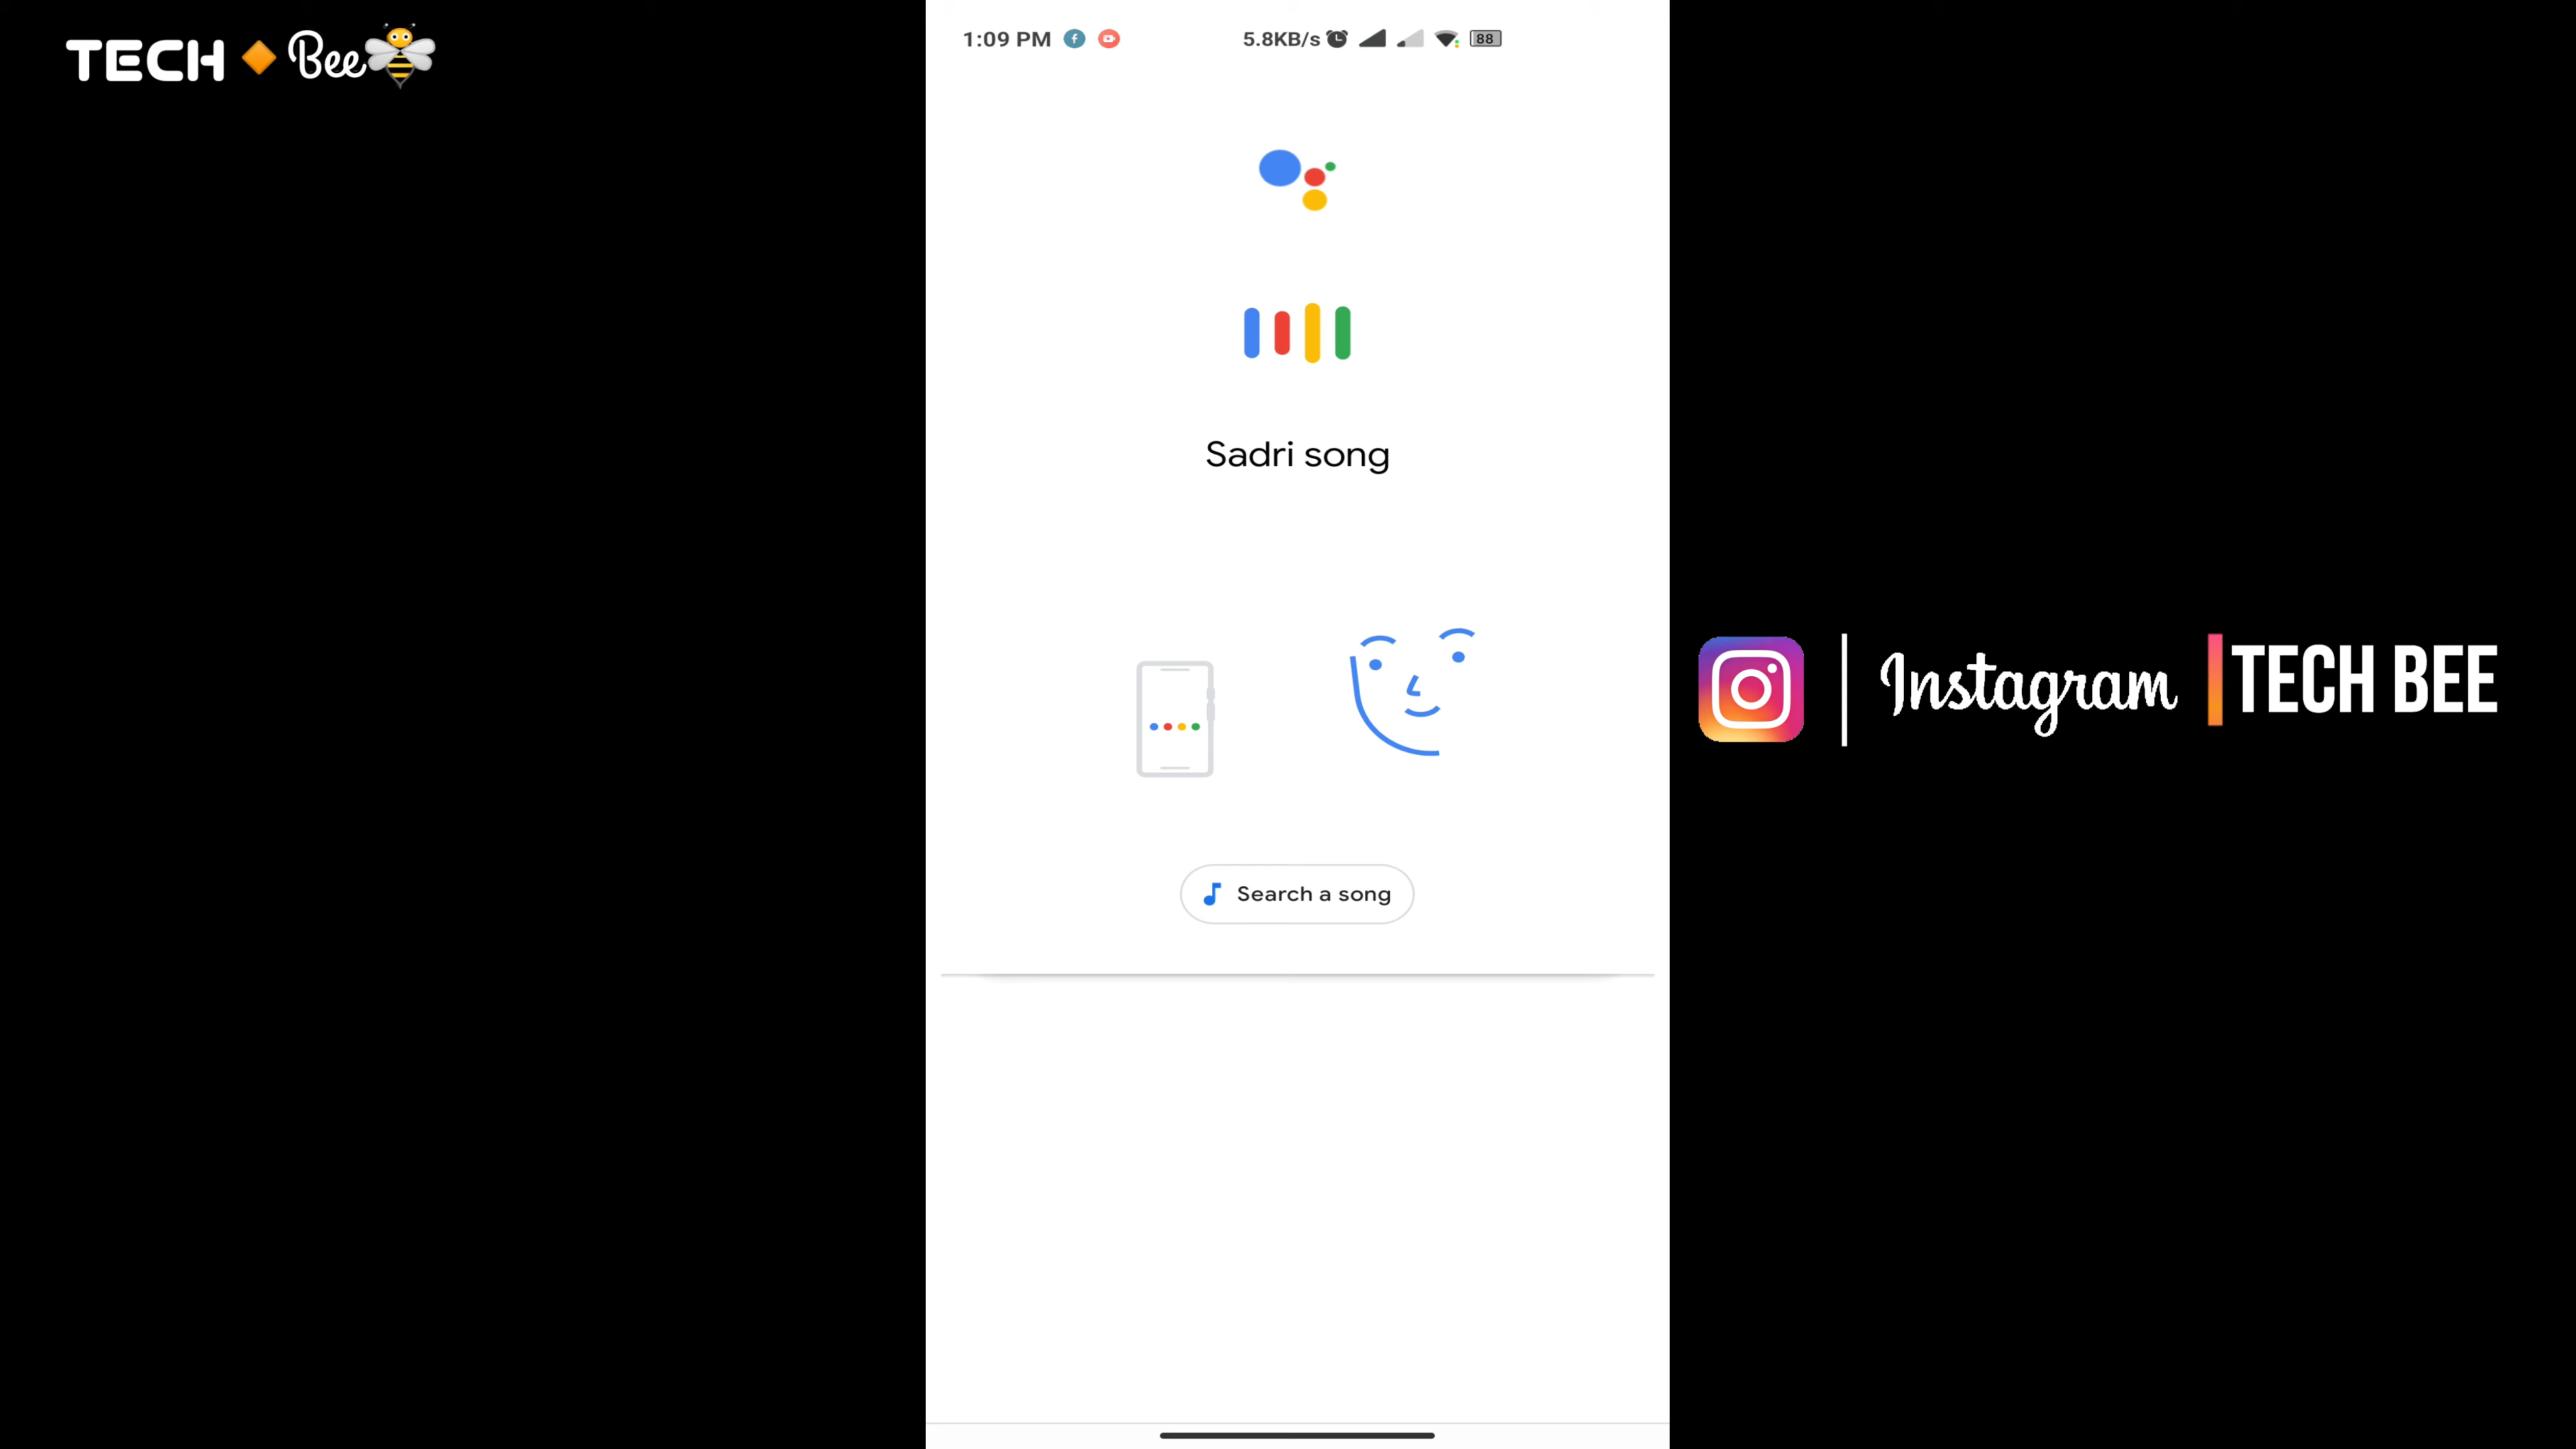 TECH Bee
1:09 PM 5.8KB/s 88
Sadri song
Instagram TECH BEE
Search a song